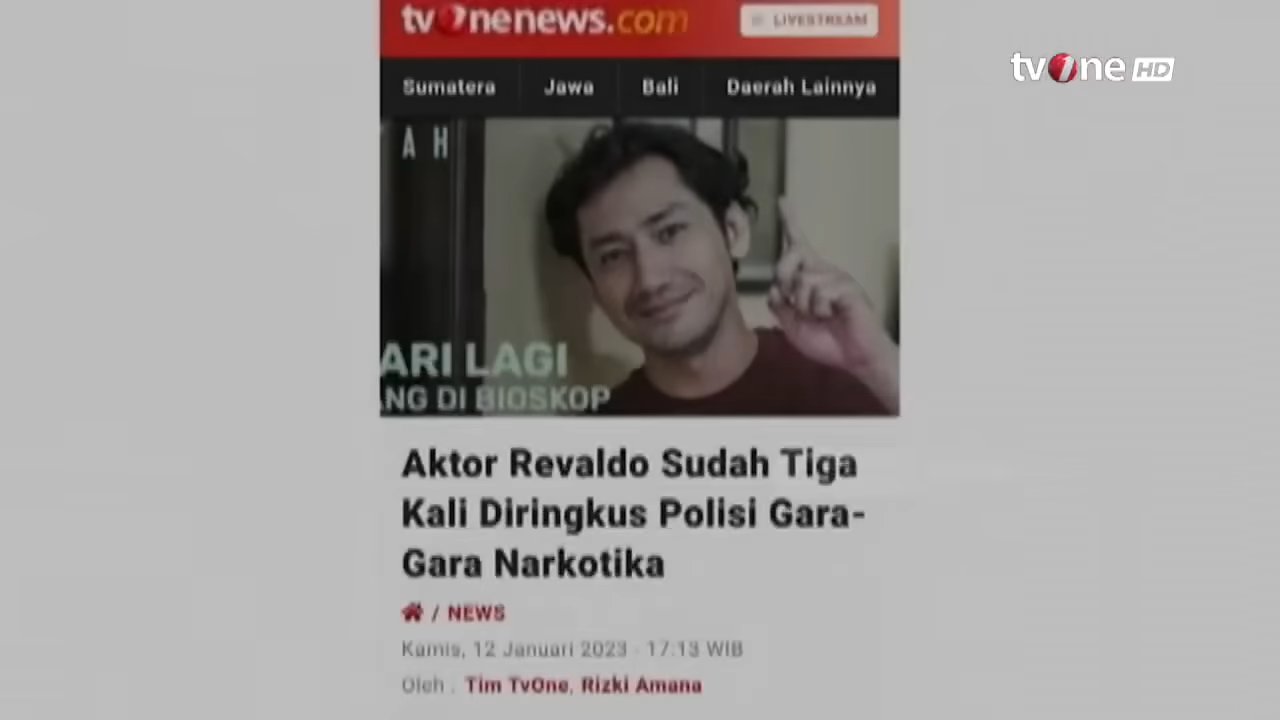 tvOnenews.com
LIVESTREAM
tvOne HD
Sumatera
Jawa
Bali
Daerah Lainnya
A H
ARI LAGI
ANG DI BIOSKOP
Aktor Revaldo Sudah Tiga
Kali Diringkus Polisi Gara-
Gara Narkotika
/ NEWS
Kamis, 12 Januari 2023 - 17.13 WIB
Oleh : Tim TvOne, Rizki Amana